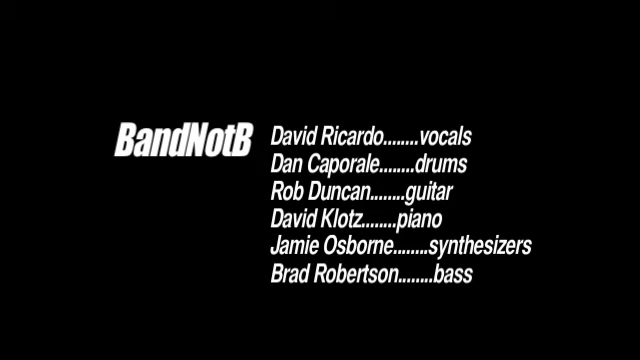 BandNotB
David Ricardo........vocals
Dan Caporale........drums
Rob Duncan........guitar
David Klotz........piano
Jamie Osborne........synthesizers
Brad Robertson........bass